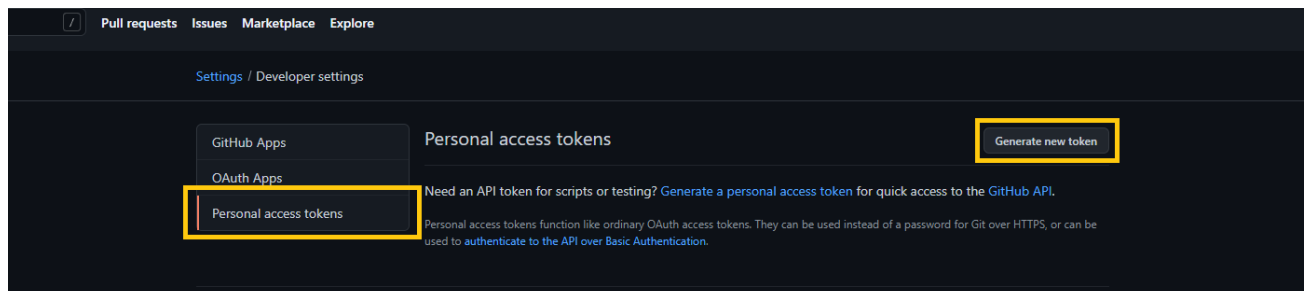 / Pull requests Issues Marketplace Explore
Settings / Developer settings
GitHub Apps
OAuth Apps
Personal access tokens
Personal access tokens
Generate new token
Need an API token for scripts or testing? Generate a personal access token for quick access to the GitHub API.
Personal access tokens function like ordinary OAuth access tokens. They can be used instead of a password for Git over HTTPS, or can be
used to authenticate to the API over Basic Authentication.